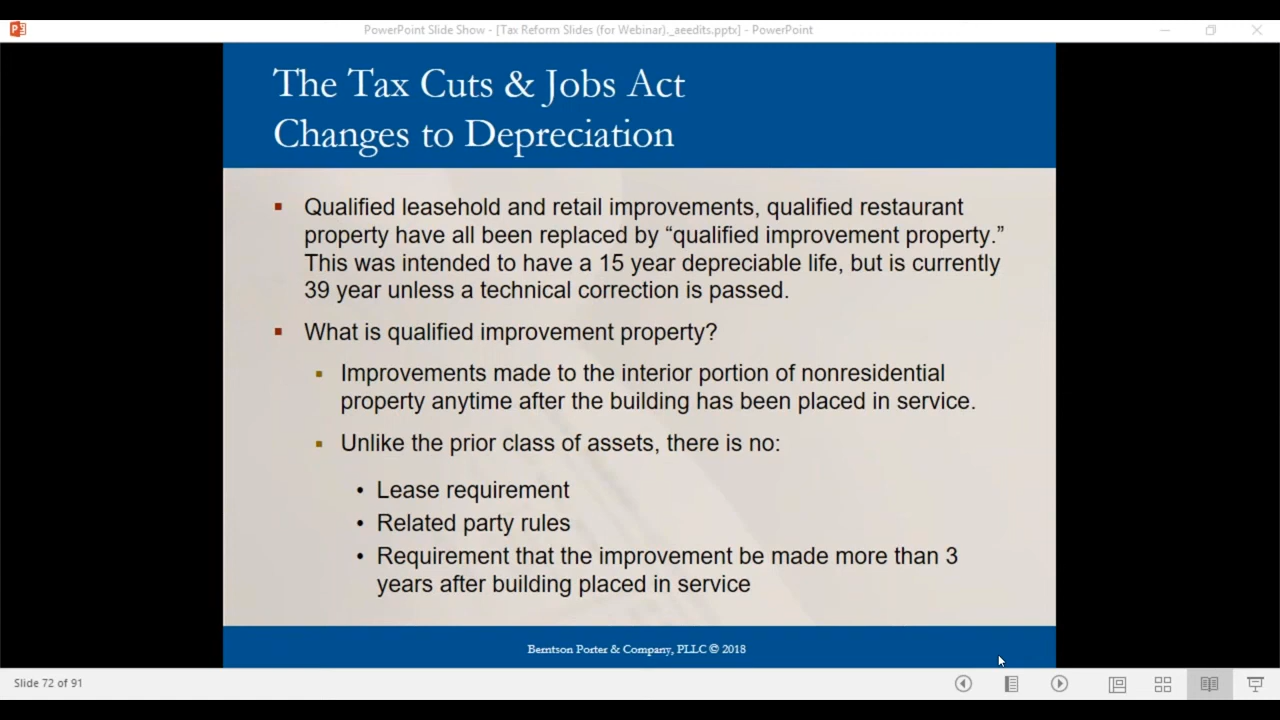 PowerPoint Slide Show - [Tax Reform Slides (for Webinar)._aeedits.pptx] - PowerPoint
The Tax Cuts & Jobs Act
Changes to Depreciation
▪ Qualified leasehold and retail improvements, qualified restaurant
property have all been replaced by “qualified improvement property.”
This was intended to have a 15 year depreciable life, but is currently
39 year unless a technical correction is passed.
▪ What is qualified improvement property?
▪ Improvements made to the interior portion of nonresidential
property anytime after the building has been placed in service.
▪ Unlike the prior class of assets, there is no:
• Lease requirement
• Related party rules
• Requirement that the improvement be made more than 3
years after building placed in service
Berntson Porter & Company, PLLC © 2018
Slide 72 of 91